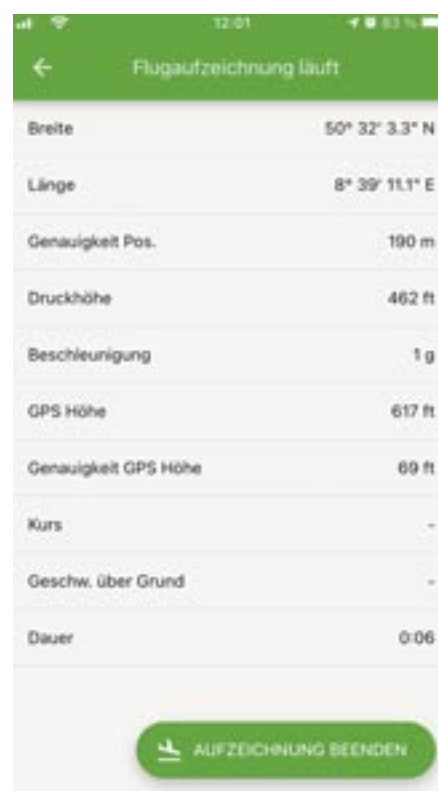 12:01 83 %
Flugaufzeichnung läuft
Breite 50° 32' 3.3" N
Länge 8° 39' 11.1" E
Genauigkeit Pos. 190 m
Druckhöhe 462 ft
Beschleunigung 1 g
GPS Höhe 617 ft
Genauigkeit GPS Höhe 69 ft
Kurs -
Geschw. über Grund -
Dauer 0:06
AUFZEICHNUNG BEENDEN